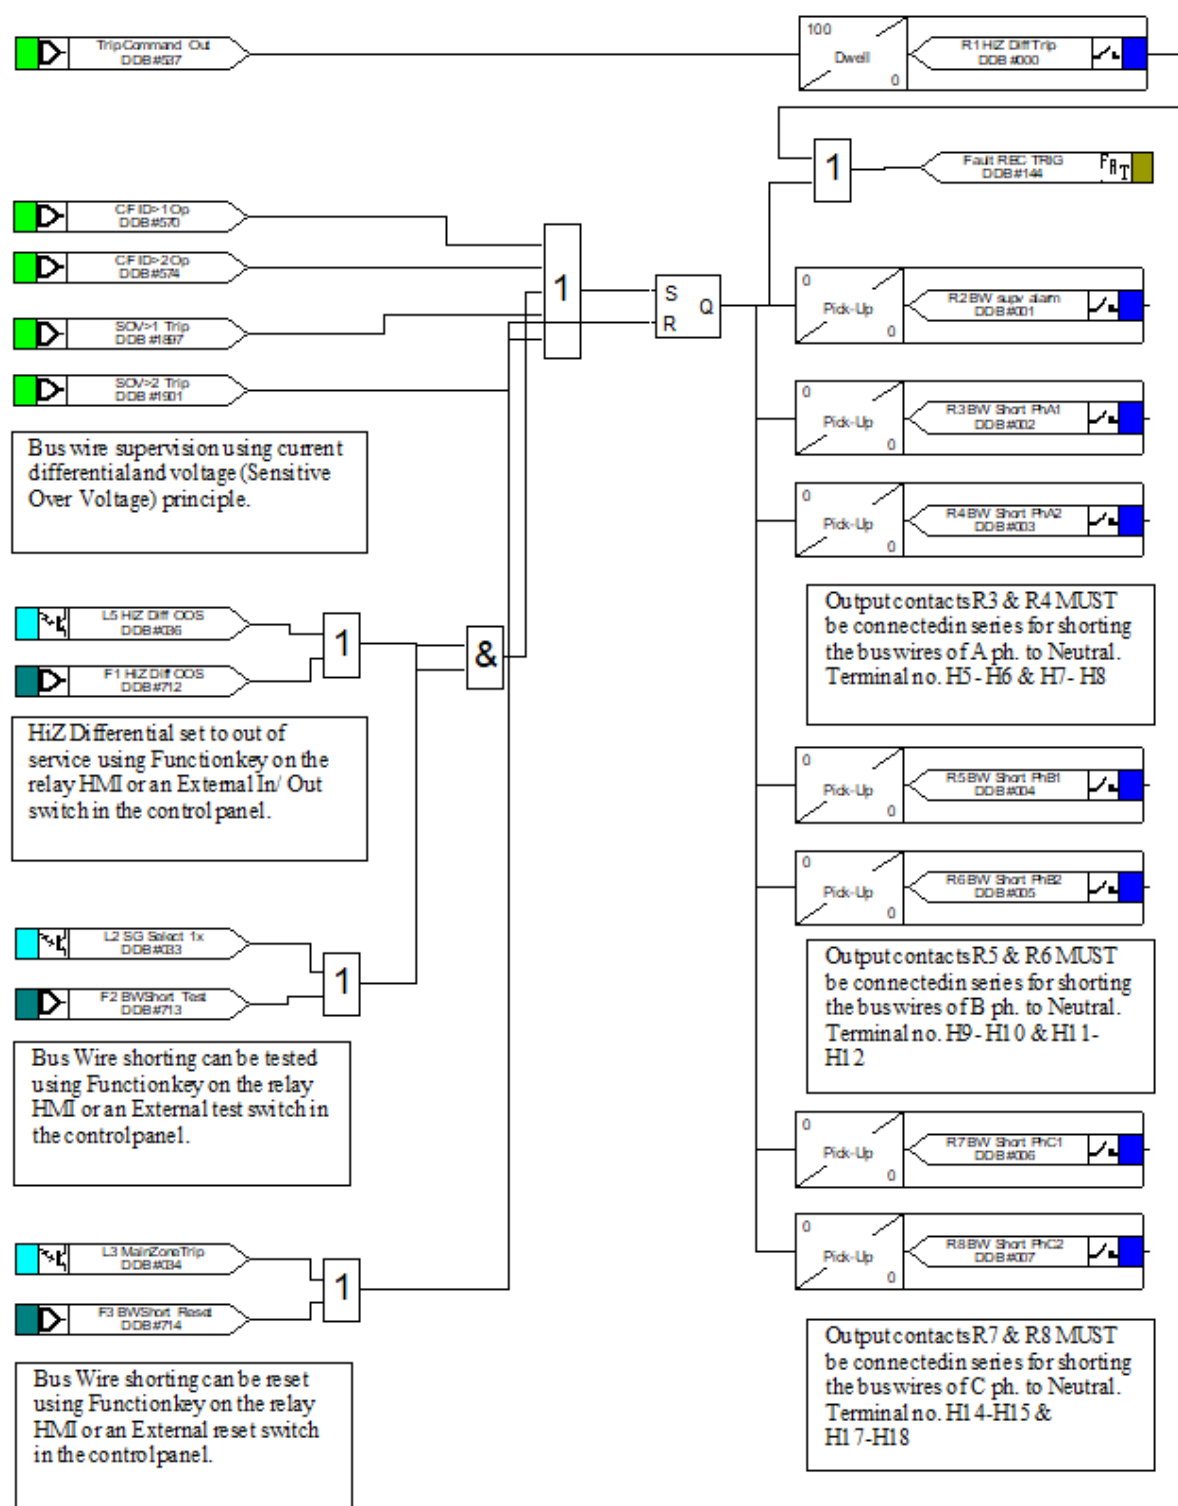 Trip Command Out
DDB #537
100
Dwell
0
R1 HiZ Diff Trip
DDB #000
1
Fault REC TRIG
DDB #144
FRT
CF ID>1 Op
DDB #570
CF ID>2 Op
DDB #574
SOV>1 Trip
DDB #1897
SOV>2 Trip
DDB #1901
1
S
R
Q
0
Pick-Up
0
R2 BW supv alarm
DDB #001
0
Pick-Up
0
R3 BW Short PhA1
DDB #002
0
Pick-Up
0
R4 BW Short PhA2
DDB #003
Bus wire supervision using current
differential and voltage (Sensitive
Over Voltage) principle.
Output contacts R3 & R4 MUST
be connected in series for shorting
the bus wires of A ph. to Neutral.
Terminal no. H5 - H6 & H7 - H8
L5 HiZ Diff OOS
DDB #036
F1 HiZ Diff OOS
DDB #712
1
&
HiZ Differential set to out of
service using Function key on the
relay HMI or an External In/ Out
switch in the control panel.
0
Pick-Up
0
R5 BW Short PhB1
DDB #004
0
Pick-Up
0
R6 BW Short PhB2
DDB #005
Output contacts R5 & R6 MUST
be connected in series for shorting
the bus wires of B ph. to Neutral.
Terminal no. H9 - H10 & H11-
H12
L2 SG Select 1x
DDB #033
F2 BWShort Test
DDB #713
1
Bus Wire shorting can be tested
using Function key on the relay
HMI or an External test switch in
the control panel.
0
Pick-Up
0
R7 BW Short PhC1
DDB #006
0
Pick-Up
0
R8 BW Short PhC2
DDB #007
L3 MainZoneTrip
DDB #034
F3 BWShort Reset
DDB #714
1
Bus Wire shorting can be reset
using Function key on the relay
HMI or an External reset switch
in the control panel.
Output contacts R7 & R8 MUST
be connected in series for shorting
the bus wires of C ph. to Neutral.
Terminal no. H14-H15 &
H17-H18